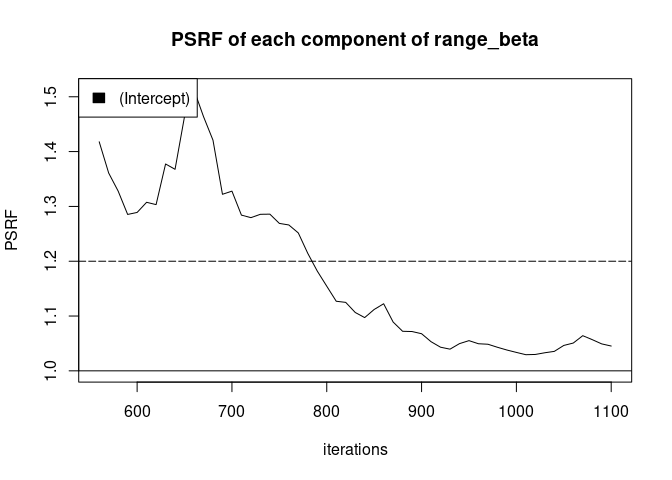 PSRF of each component of range_beta
(Intercept)
PSRF
1.5
1.4
1.3
1.2
1.1
1.0
600 700 800 900 1000 1100
iterations